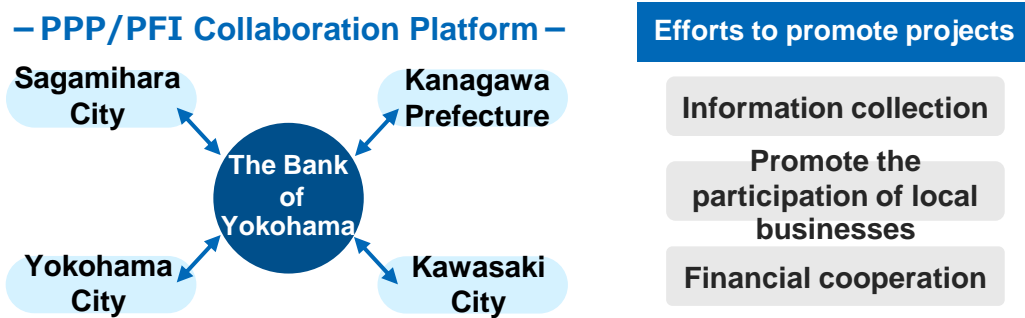 –PPP/PFI Collaboration Platform–
Sagamihara
City
Kanagawa
Prefecture
The Bank
of
Yokohama
Yokohama
City
Kawasaki
City
Efforts to promote projects
Information collection
Promote the
participation of local
businesses
Financial cooperation